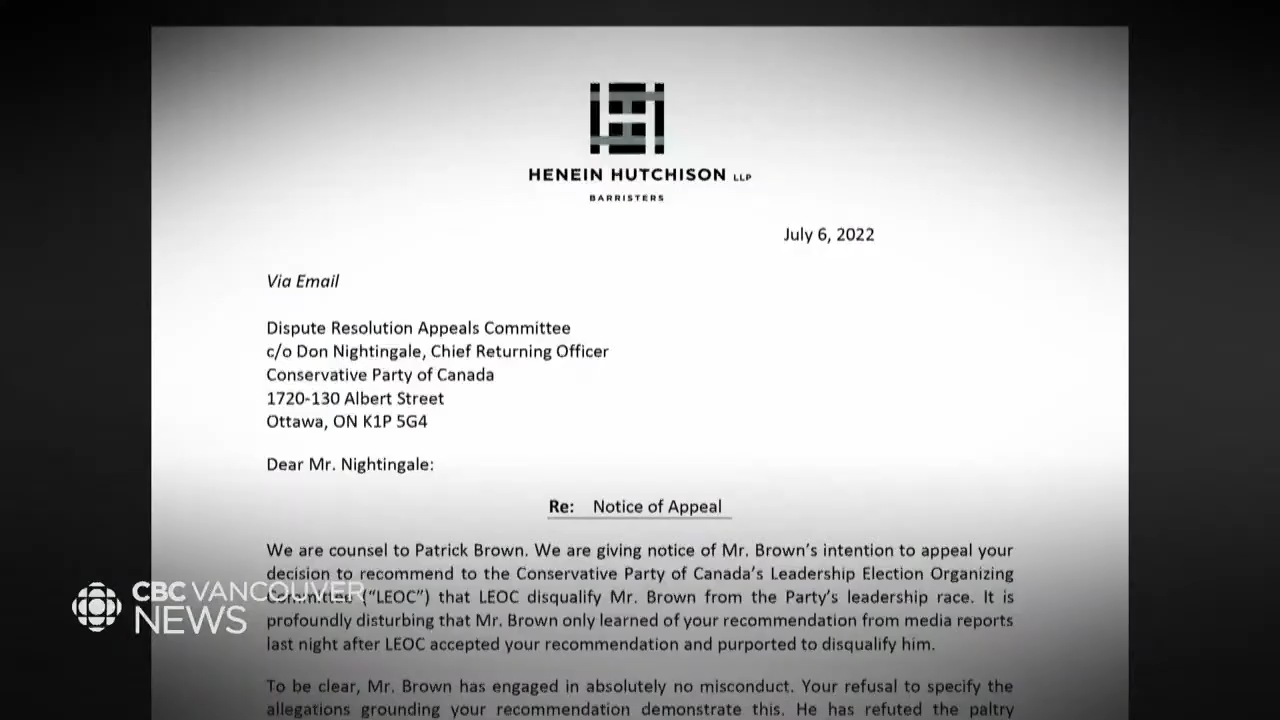 HENEIN HUTCHISON LLP
BARRISTERS
July 6, 2022
Via Email
Dispute Resolution Appeals Committee
c/o Don Nightingale, Chief Returning Officer
Conservative Party of Canada
1720-130 Albert Street
Ottawa, ON K1P 5G4
Dear Mr. Nightingale:
Re: Notice of Appeal
We are counsel to Patrick Brown. We are giving notice of Mr. Brown's intention to appeal your
decision to recommend to the Conservative Party of Canada's Leadership Election Organizing
Committee ("LEOC") that LEOC disqualify Mr. Brown from the Party's leadership race. It is
profoundly disturbing that Mr. Brown only learned of your recommendation from media reports
last night after LEOC accepted your recommendation and purported to disqualify him.
To be clear, Mr. Brown has engaged in absolutely no misconduct. Your refusal to specify the
allegations grounding your recommendation demonstrate this. He has refuted the paltry
CBC VANCOUVER
NEWS